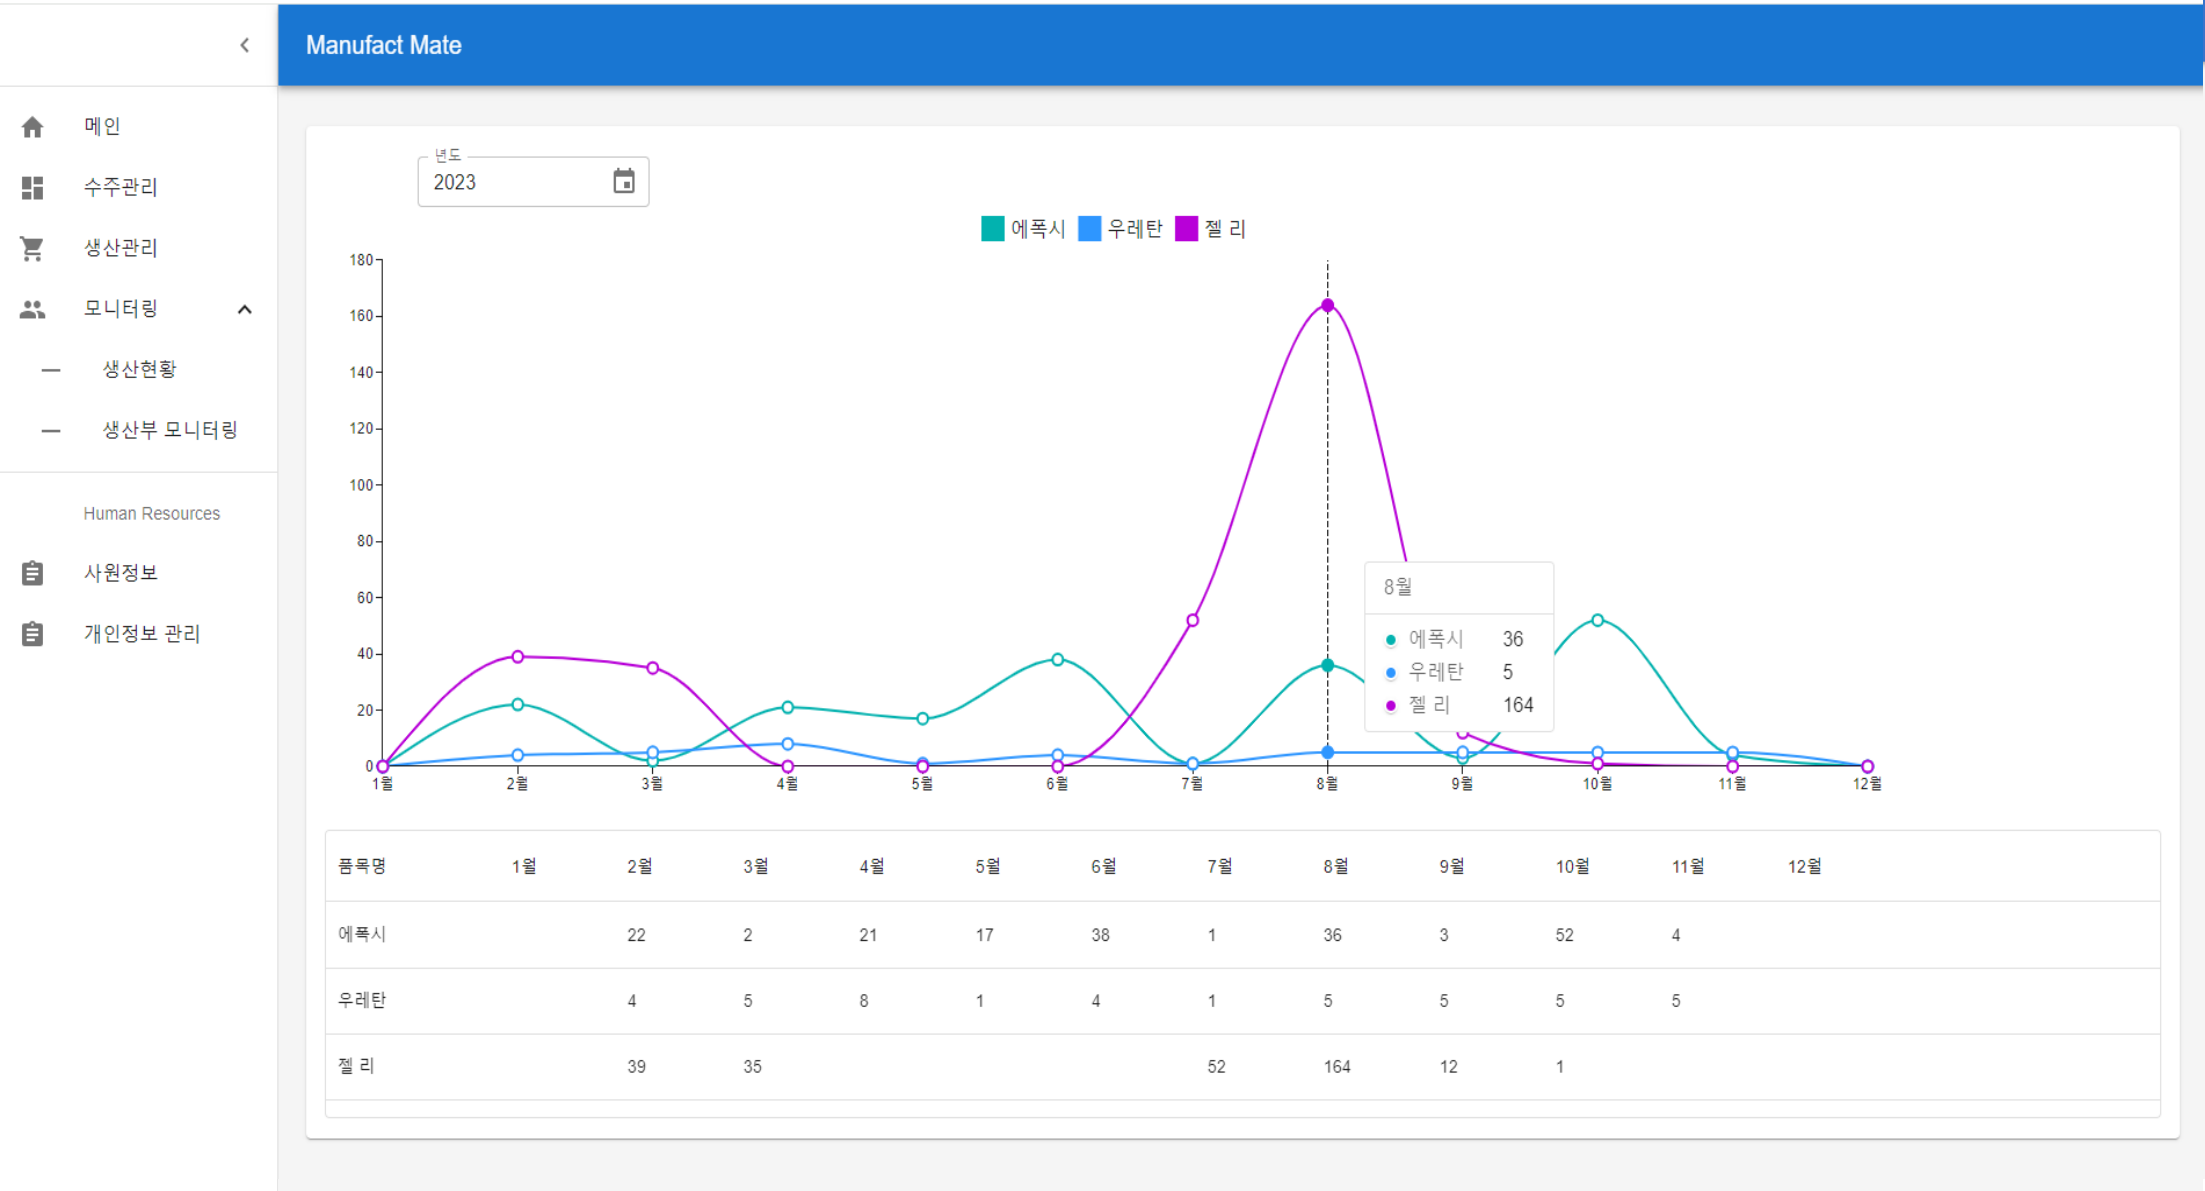 Manufact Mate
메인
수주관리
생산관리
모니터링
생산현황
생산부 모니터링
Human Resources
사원정보
개인정보 관리
년도
2023
에폭시 우레탄 젤 리
180
160
140
120
100
80
60
40
20
0
1월 2월 3월 4월 5월 6월 7월 8월 9월 10월 11월 12월
8월
에폭시 36
우레탄 5
젤 리 164
품목명 1월 2월 3월 4월 5월 6월 7월 8월 9월 10월 11월 12월
에폭시 22 2 21 17 38 1 36 3 52 4
우레탄 4 5 8 1 4 1 5 5 5 5
젤 리 39 35 52 164 12 1